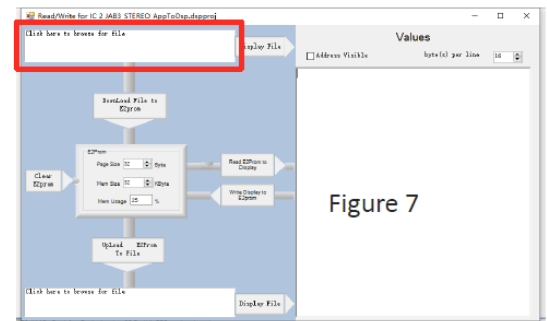 Read/Write for IC 2 JAB3 STEREO AppToDsp.dspproj
Click here to browse for file
Display File
Values
Address Visible
byte(s) per line
16
DownLoad File to
E2prom
E2Prom
Page Size 32 Byte
Mem Size 32 KByte
Mem Usage 25 %
Clear
E2prom
Read E2Prom to
Display
Write Display to
E2prom
Figure 7
UpLoad E2Prom
To File
Click here to browse for file
Display File